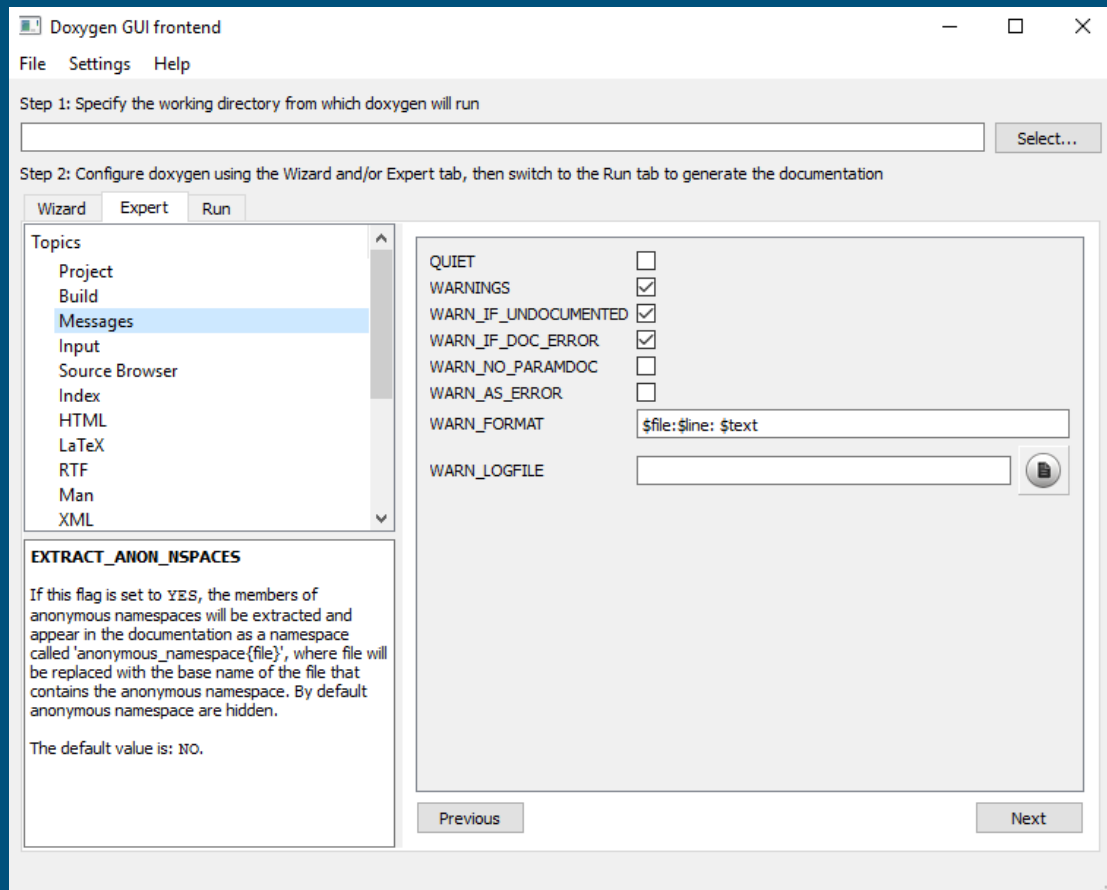 Doxygen GUI frontend
File Settings Help
Step 1: Specify the working directory from which doxygen will run
Select...
Step 2: Configure doxygen using the Wizard and/or Expert tab, then switch to the Run tab to generate the documentation
Wizard Expert Run
Topics
Project
Build
Messages
Input
Source Browser
Index
HTML
LaTeX
RTF
Man
XML
EXTRACT_ANON_NSPACES
If this flag is set to YES, the members of
anonymous namespaces will be extracted and
appear in the documentation as a namespace
called 'anonymous_namespace{file}', where file will
be replaced with the base name of the file that
contains the anonymous namespace. By default
anonymous namespace are hidden.
The default value is: NO.
QUIET
WARNINGS
WARN_IF_UNDOCUMENTED
WARN_IF_DOC_ERROR
WARN_NO_PARAMDOC
WARN_AS_ERROR
WARN_FORMAT $file:$line: $text
WARN_LOGFILE
Previous Next